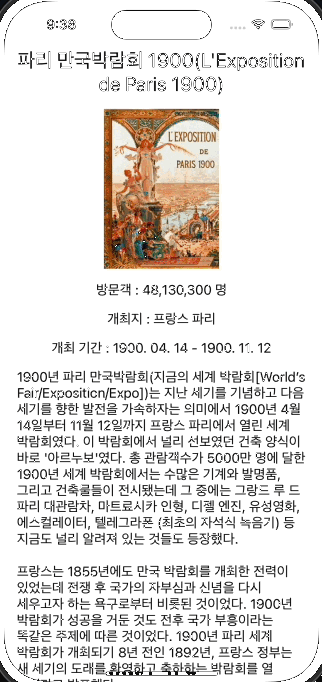 9:36
파리 만국박람회 1900(L'Exposition
de Paris 1900)
L'EXPOSITION
DE
PARIS 1900
방문객 : 48,130,300 명
개최지 : 프랑스 파리
개최 기간 : 1900. 04. 14 - 1900. 11. 12
1900년 파리 만국박람회(지금의 세계 박람회[World's
Fair/Exposition/Expo])는 지난 세기를 기념하고 다음
세기를 향한 발전을 가속하자는 의미에서 1900년 4월
14일부터 11월 12일까지 프랑스 파리에서 열린 세계
박람회였다. 이 박람회에서 널리 선보였던 건축 양식이
바로 '아르누보'였다. 총 관람객수가 5000만 명에 달한
1900년 세계 박람회에서는 수많은 기계와 발명품,
그리고 건축물들이 전시됐는데 그 중에는 그랑드 루 드
파리 대관람차, 마트료시카 인형, 디젤 엔진, 유성영화,
에스컬레이터, 텔레그라폰 (최초의 자석식 녹음기) 등
지금도 널리 알려져 있는 것들도 등장했다.
프랑스는 1855년에도 만국 박람회를 개최한 전력이
있었는데 전쟁 후 국가의 자부심과 신념을 다시
세우고자 하는 욕구로부터 비롯된 것이었다. 1900년
박람회가 성공을 거둔 것도 전후 국가 부흥이라는
똑같은 주제에 따른 것이었다. 1900년 파리 세계
박람회가 개최되기 8년 전인 1892년, 프랑스 정부는
새 세기의 도래를 환영하고 축하하는 박람회를 열